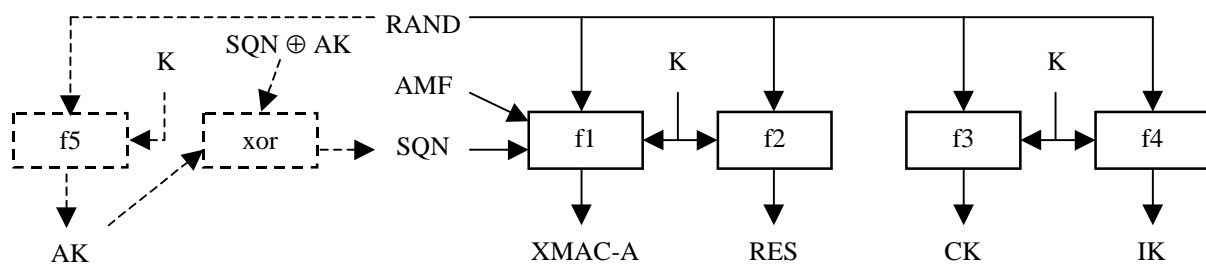 RAND
SQN ⊕ AK
K
K
K
AMF
f5
xor
SQN
f1
f2
f3
f4
AK
XMAC-A
RES
CK
IK